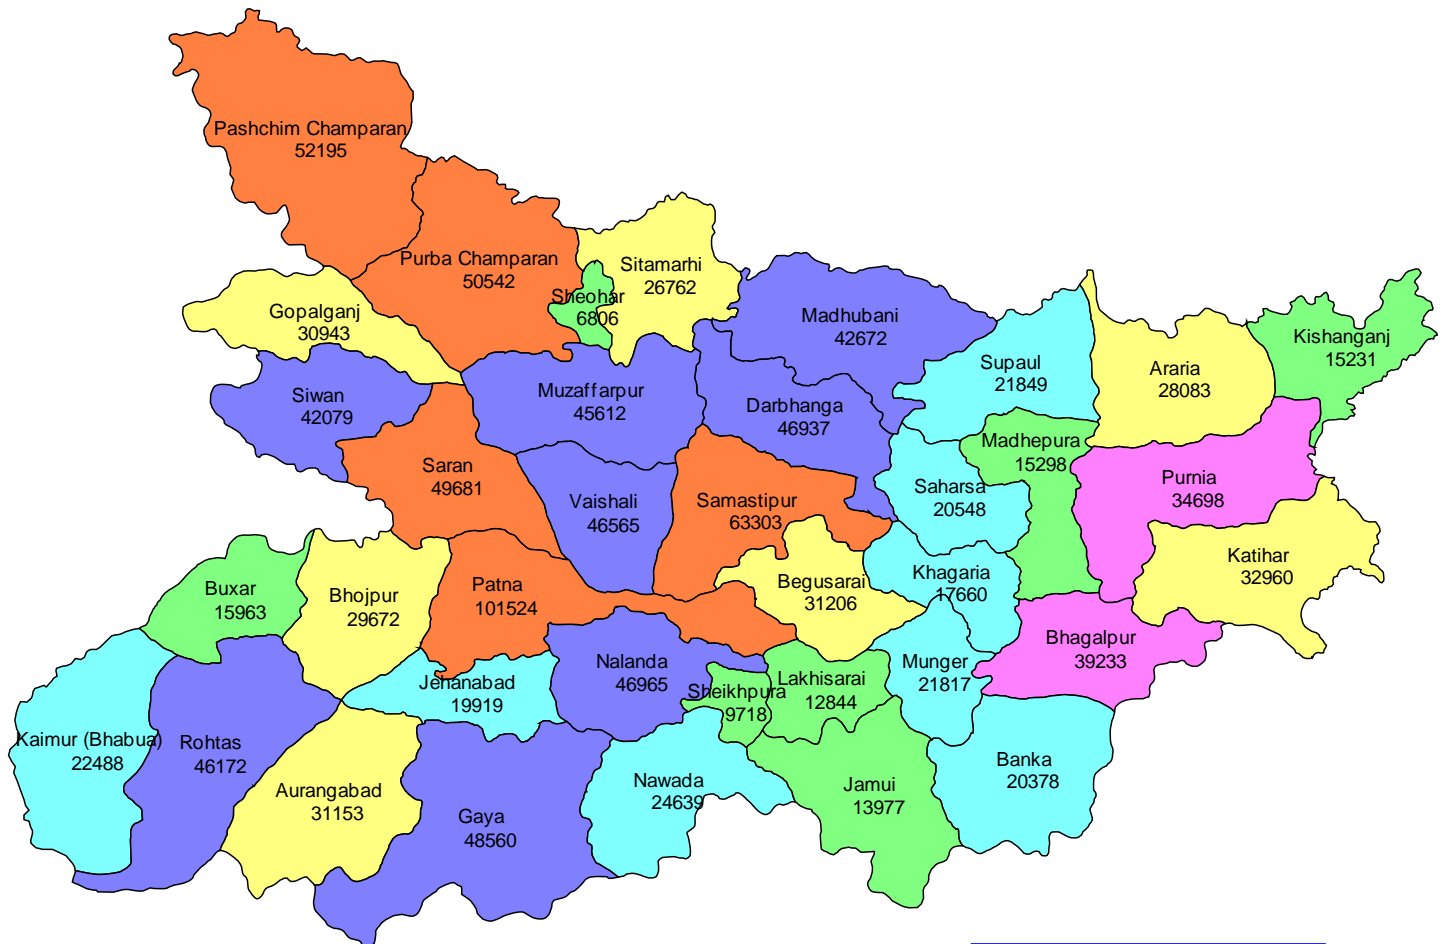 Pashchim Champaran
52195
Purba Champaran
50542
Sitamarhi
26762
Sheohar
6806
Gopalganj
30943
Madhubani
42672
Kishanganj
15231
Supaul
21849
Araria
28083
Siwan
42079
Muzaffarpur
45612
Darbhanga
46937
Madhepura
15298
Saran
49681
Vaishali
46565
Samastipur
63303
Saharsa
20548
Purnia
34698
Katihar
32960
Buxar
15963
Bhojpur
29672
Patna
101524
Begusarai
31206
Khagaria
17660
Bhagalpur
39233
Nalanda
46965
Munger
21817
Jehanabad
19919
Sheikhpura
9718
Lakhisarai
12844
Kaimur (Bhabua)
22488
Rohtas
46172
Aurangabad
31153
Gaya
48560
Nawada
24639
Jamui
13977
Banka
20378